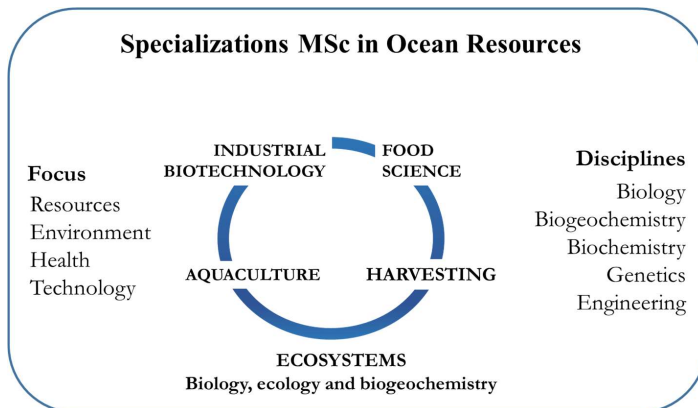 Specializations MSc in Ocean Resources
Focus
Resources
Environment
Health
Technology
INDUSTRIAL
BIOTECHNOLOGY
FOOD
SCIENCE
AQUACULTURE
HARVESTING
ECOSYSTEMS
Biology, ecology and biogeochemistry
Disciplines
Biology
Biogeochemistry
Biochemistry
Genetics
Engineering